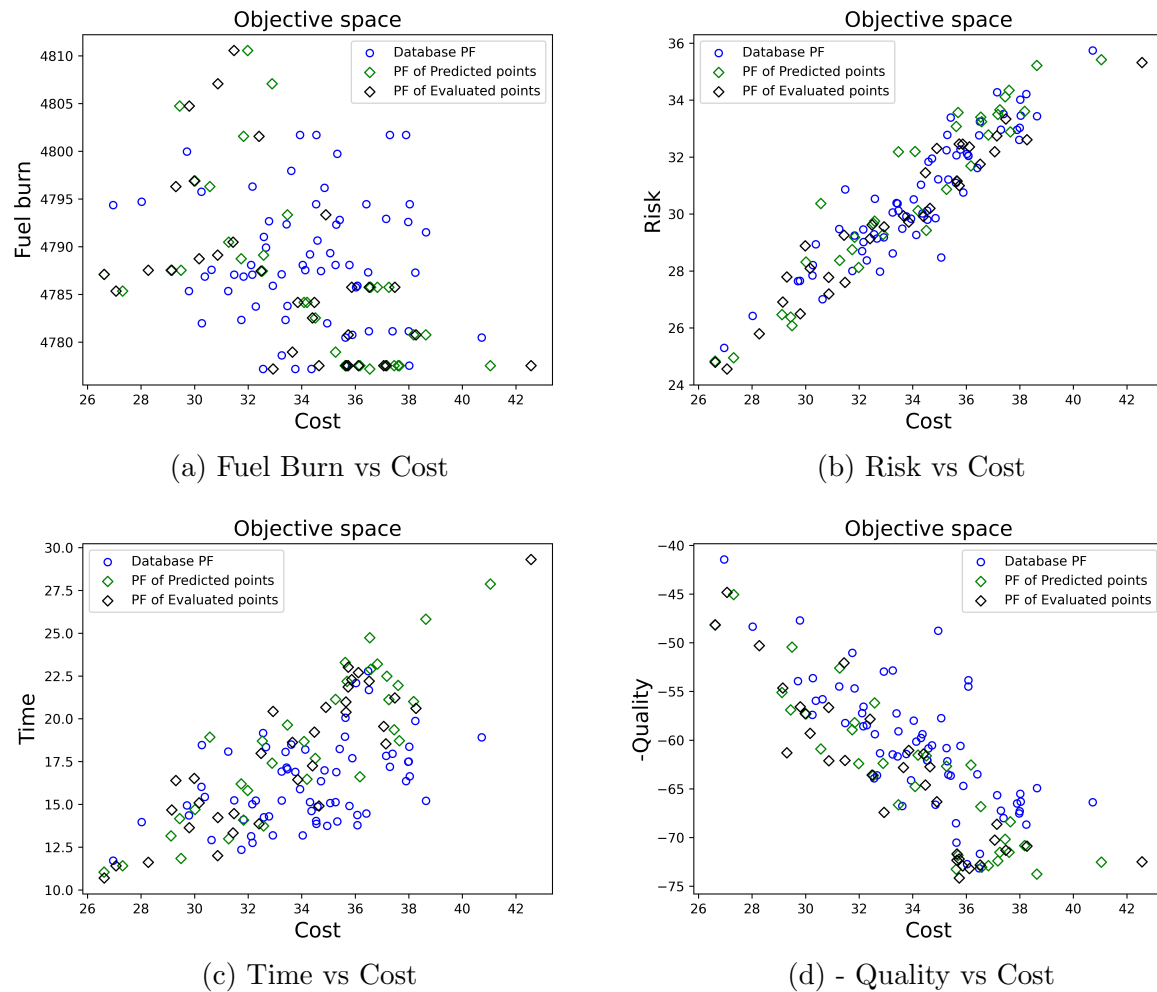 Objective space
Fuel burn
4810
4805
4800
4795
4790
4785
4780
Database PF
PF of Predicted points
PF of Evaluated points
26 28 30 32 34 36 38 40 42
Cost
(a) Fuel Burn vs Cost
Objective space
Risk
36
34
32
30
28
26
24
Database PF
PF of Predicted points
PF of Evaluated points
26 28 30 32 34 36 38 40 42
Cost
(b) Risk vs Cost
Objective space
Time
30.0
27.5
25.0
22.5
20.0
17.5
15.0
12.5
10.0
Database PF
PF of Predicted points
PF of Evaluated points
26 28 30 32 34 36 38 40 42
Cost
(c) Time vs Cost
Objective space
-Quality
−40
−45
−50
−55
−60
−65
−70
−75
Database PF
PF of Predicted points
PF of Evaluated points
26 28 30 32 34 36 38 40 42
Cost
(d) - Quality vs Cost